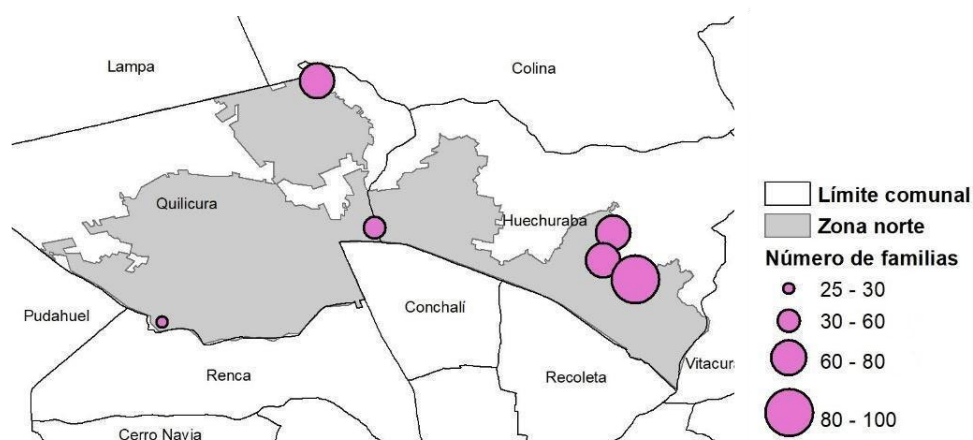 Lampa
Colina
Quilicura
Huechuraba
Pudahuel
Conchalí
Renca
Recoleta
Vitacura
Cerro Navia
Límite comunal
Zona norte
Número de familias
25 - 30
30 - 60
60 - 80
80 - 100